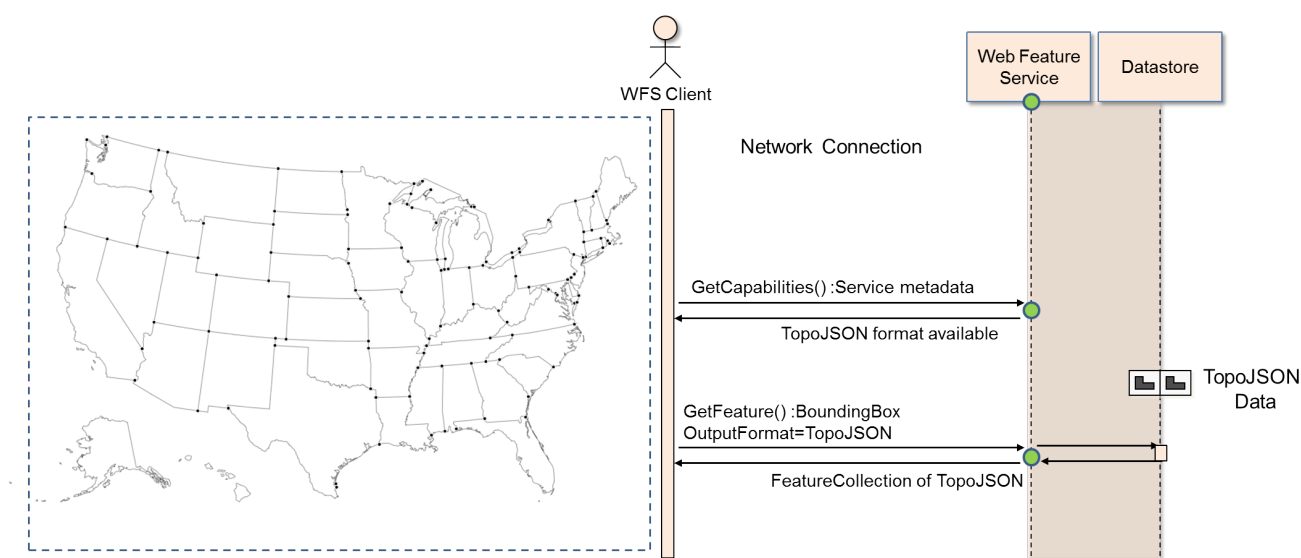 WFS Client
Web Feature
Service
Datastore
Network Connection
GetCapabilities() :Service metadata
TopoJSON format available
TopoJSON
Data
GetFeature() :BoundingBox
OutputFormat=TopoJSON
FeatureCollection of TopoJSON